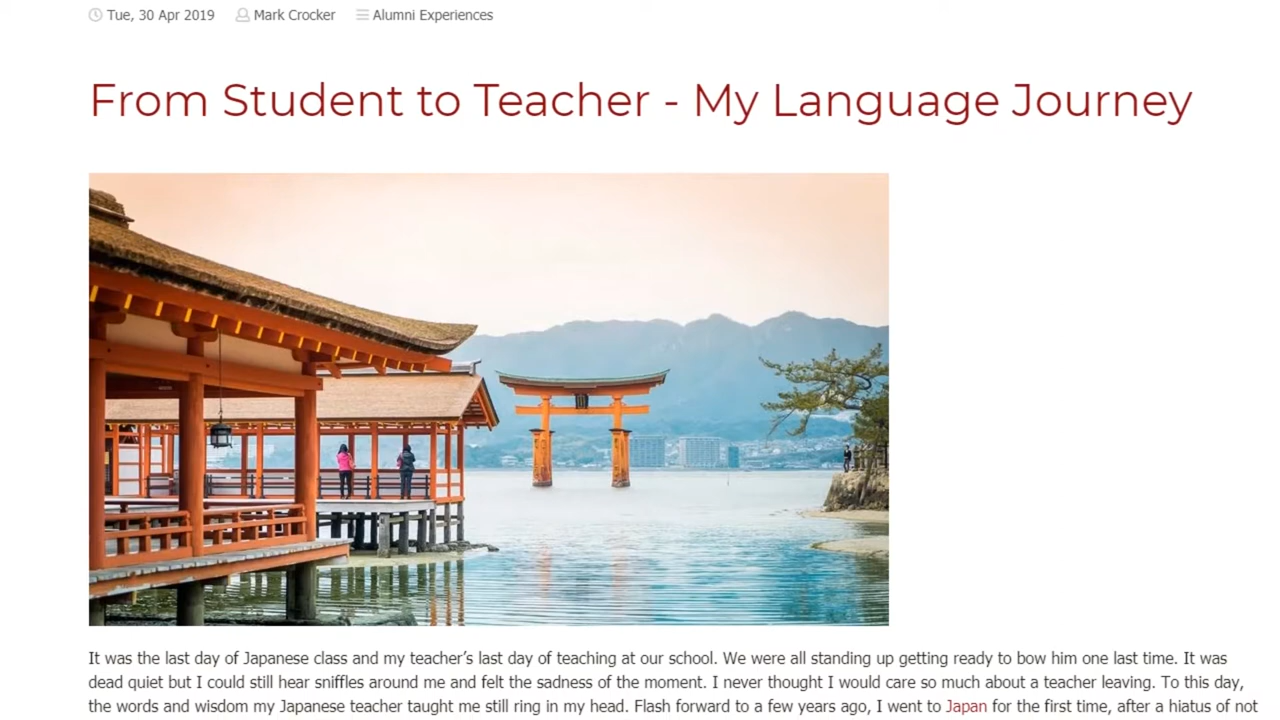 Tue, 30 Apr 2019 Mark Crocker Alumni Experiences
From Student to Teacher - My Language Journey
It was the last day of Japanese class and my teacher’s last day of teaching at our school. We were all standing up getting ready to bow him one last time. It was
dead quiet but I could still hear sniffles around me and felt the sadness of the moment. I never thought I would care so much about a teacher leaving. To this day,
the words and wisdom my Japanese teacher taught me still ring in my head. Flash forward to a few years ago, I went to Japan for the first time, after a hiatus of not